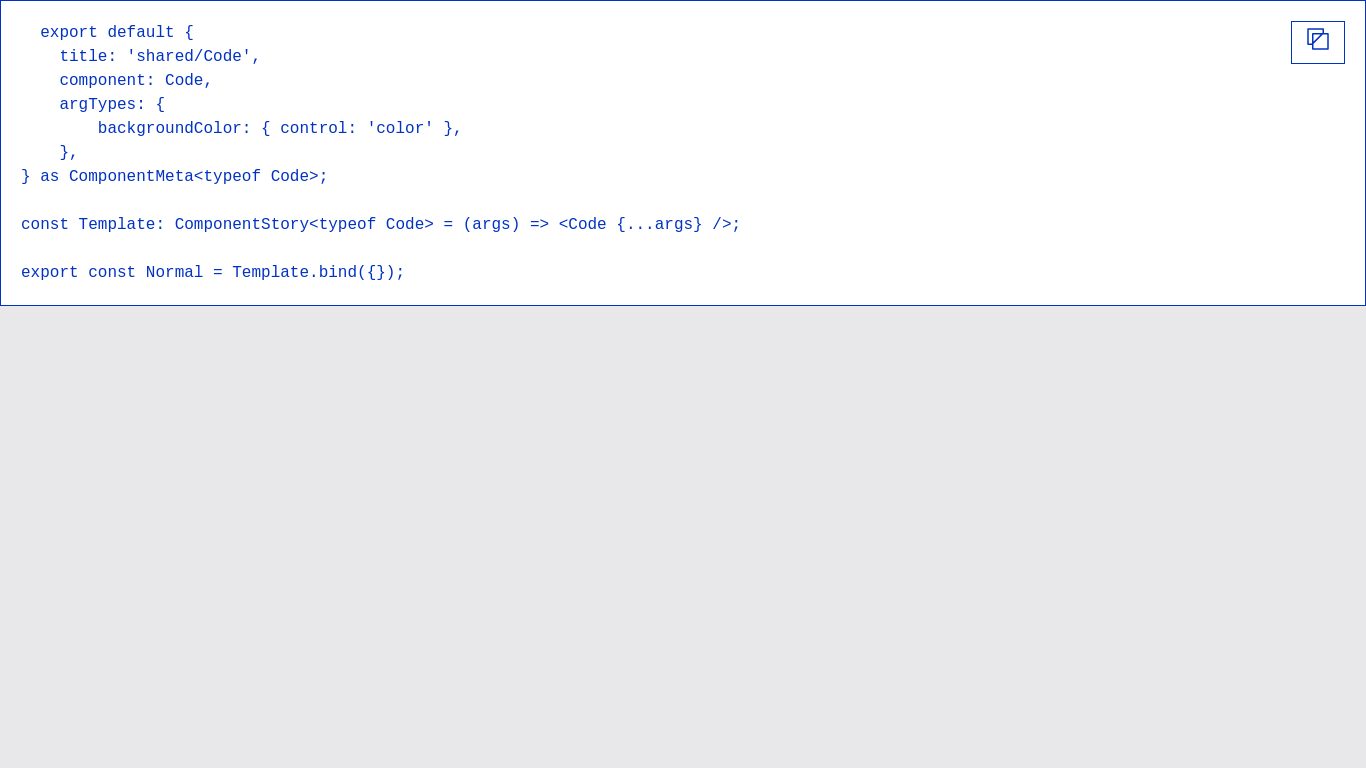 export default {
    title: 'shared/Code',
    component: Code,
    argTypes: {
        backgroundColor: { control: 'color' },
    },
} as ComponentMeta<typeof Code>;

const Template: ComponentStory<typeof Code> = (args) => <Code {...args} />;

export const Normal = Template.bind({});